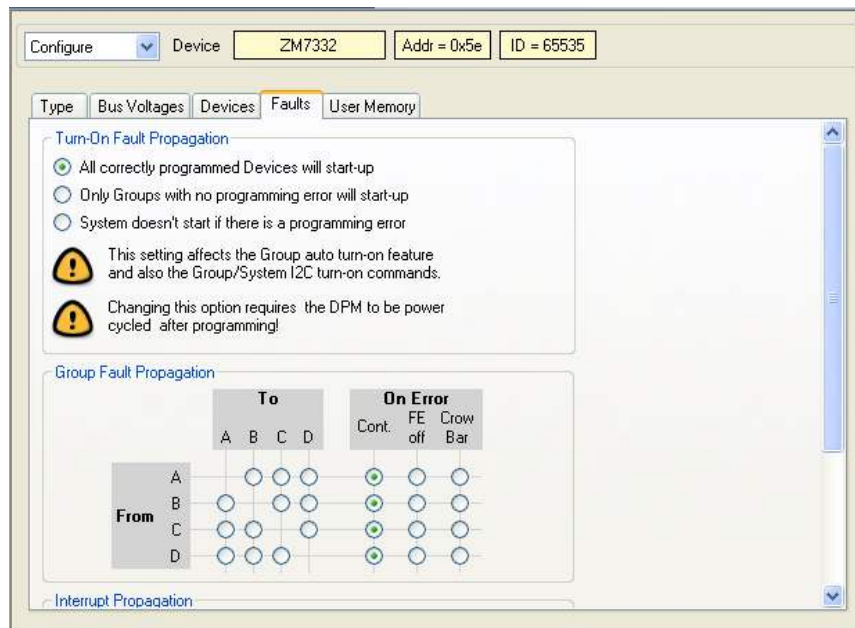 Configure Device ZM7332 Addr = 0x5e ID = 65535
Type Bus Voltages Devices Faults User Memory
Turn-On Fault Propagation
All correctly programmed Devices will start-up
Only Groups with no programming error will start-up
System doesn't start if there is a programming error
This setting affects the Group auto turn-on feature
and also the Group/System I2C turn-on commands.
Changing this option requires the DPM to be power
cycled after programming!
Group Fault Propagation
To On Error
A B C D Cont. FE off Crow Bar
From
A
B
C
D
Interrupt Propagation